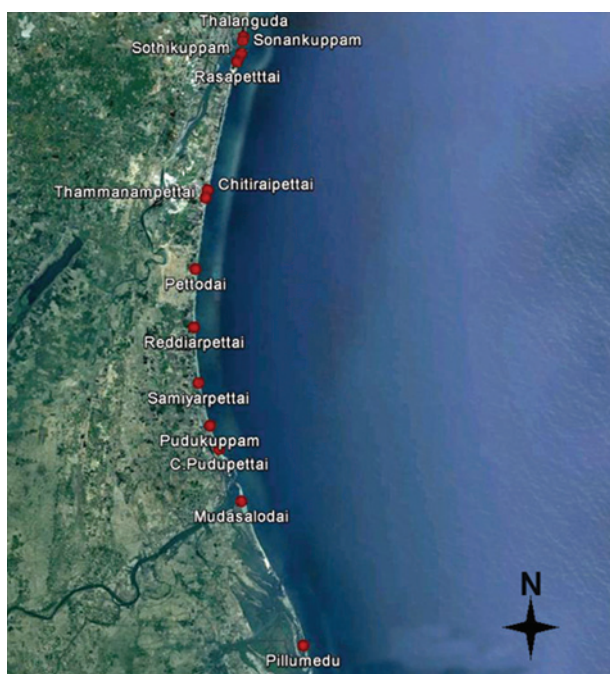 Thalanguda
Sonankuppam
Sothikuppam
Rasapetttai
Chitiraipettai
Thammanampettai
Pettodai
Reddiarpettai
Samiyarpettai
Pudukuppam
C.Pudupettai
Mudasalodai
N
Pillumedu